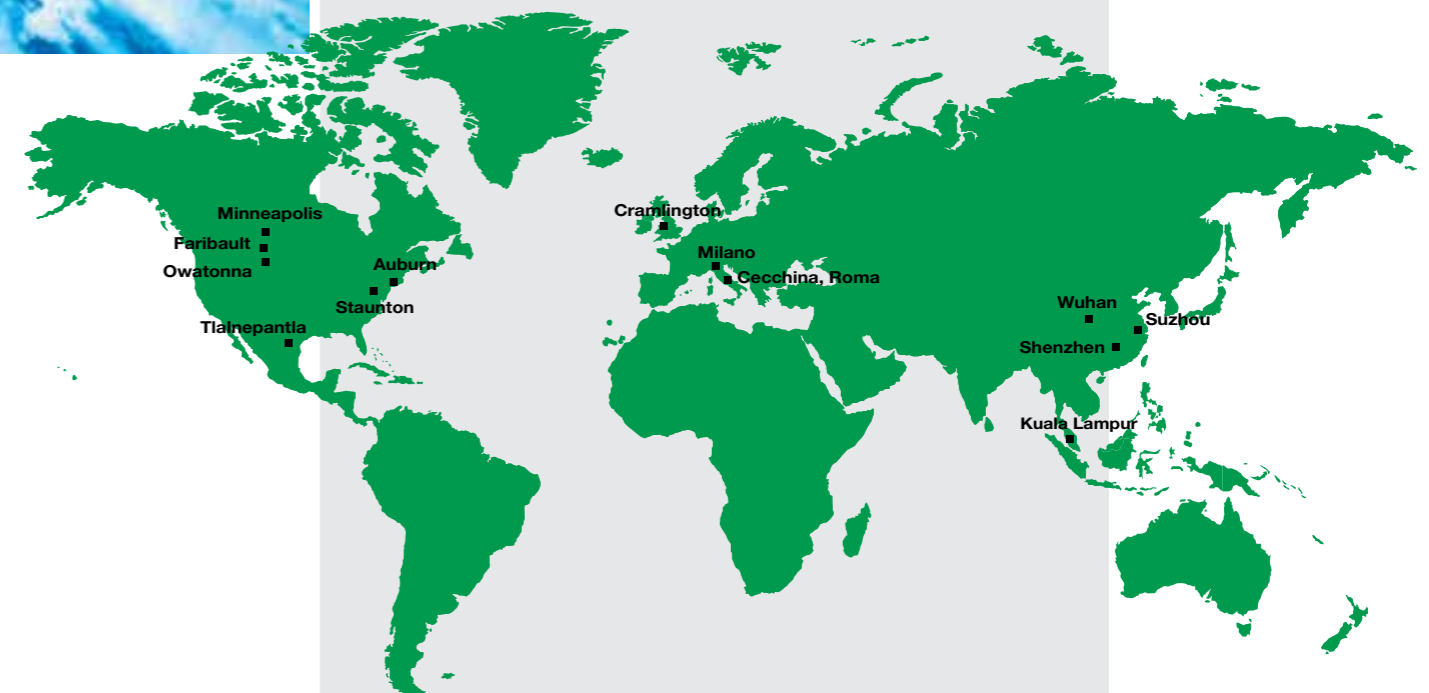 Minneapolis
Faribault
Owatonna
Auburn
Staunton
Tlalnepantla
Cramlington
Milano
Cecchina, Roma
Wuhan
Suzhou
Shenzhen
Kuala Lampur